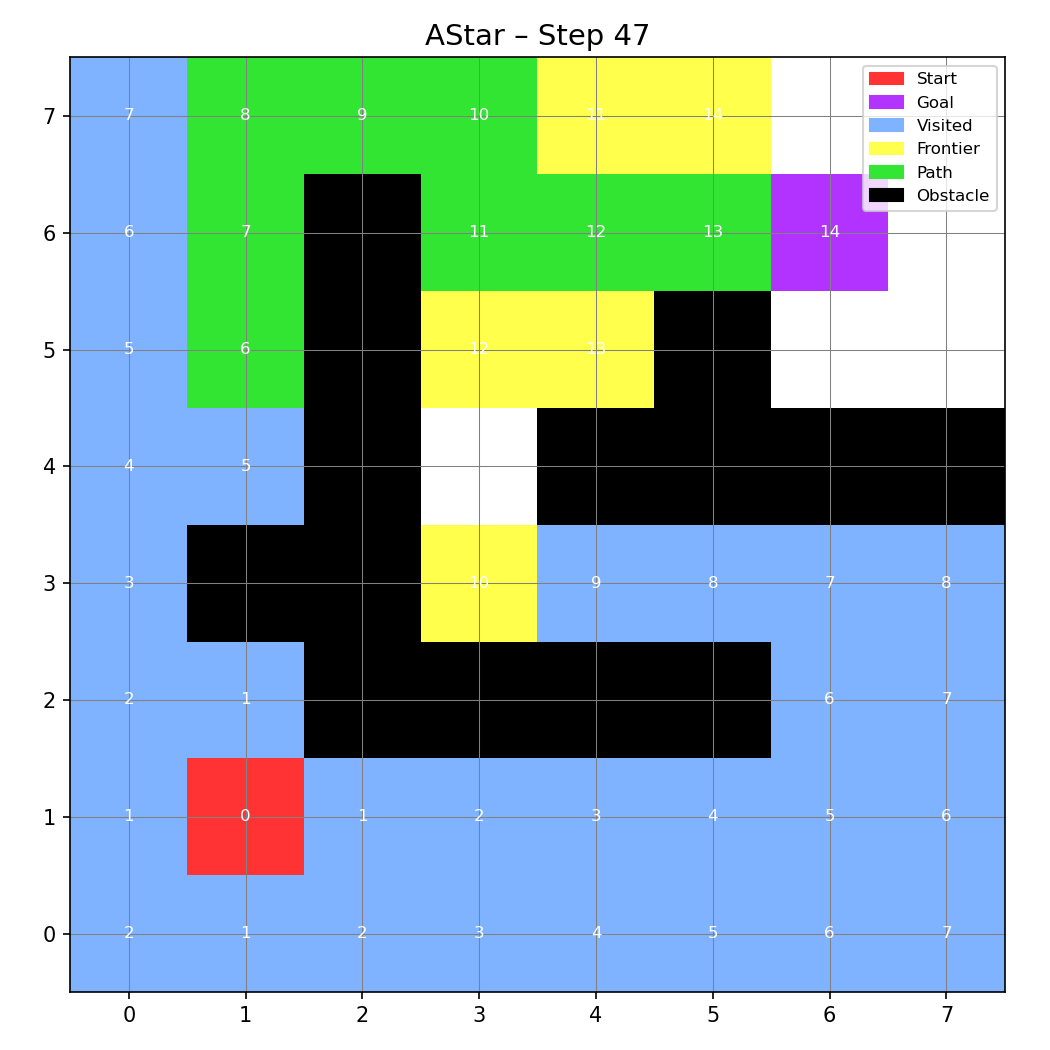 AStar – Step 47
Start
Goal
Visited
Frontier
Path
Obstacle
7
7 8 9 10 11 14
6
6 7 11 12 13 14
5
5 6 12 13
4
4 5
3
3 10 9 8 7 8
2
2 1 6 7
1
1 0 1 2 3 4 5 6
0
2 1 2 3 4 5 6 7
0 1 2 3 4 5 6 7